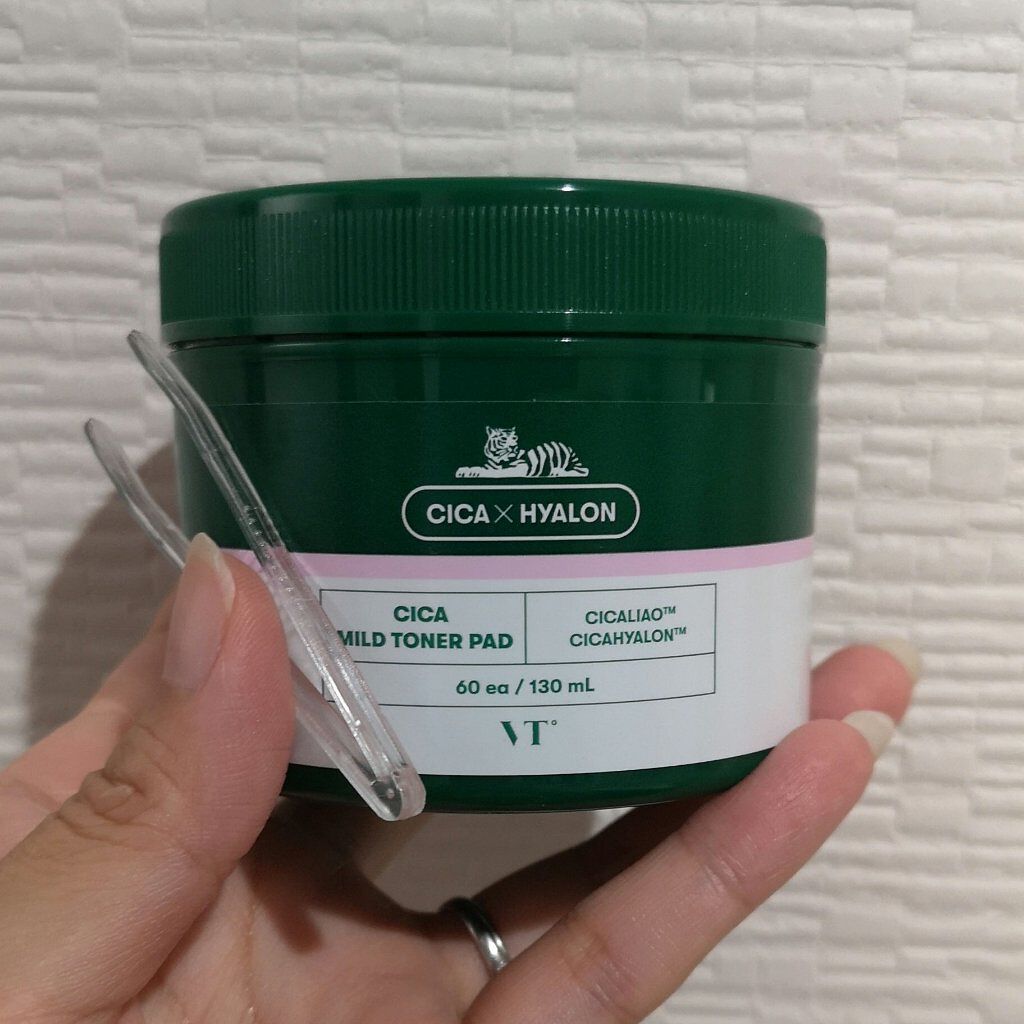 CICA × HYALON
CICA
MILD TONER PAD
CICALIAO™
CICAHYALON™
60 ea / 130 mL
VT°